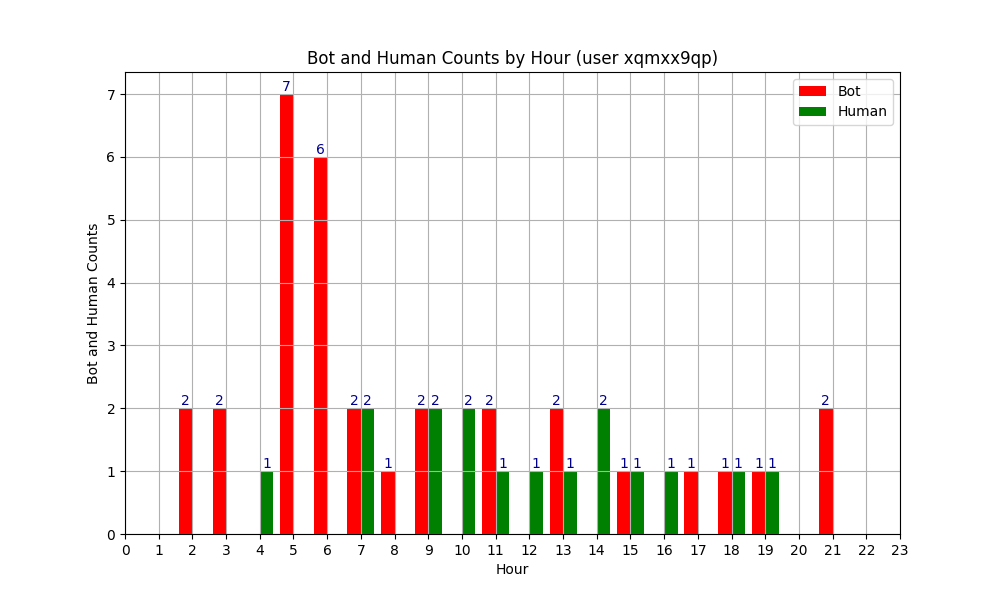 Bot and Human Counts by Hour (user xqmxx9qp)
Bot
Human
Bot and Human Counts
7
6
5
4
3
2
1
0
2 2 1 7 6 2 2 1 2 2 2 2 1 1 2 1 2 1 1 1 1 1 1 1 1 2
0 1 2 3 4 5 6 7 8 9 10 11 12 13 14 15 16 17 18 19 20 21 22 23
Hour